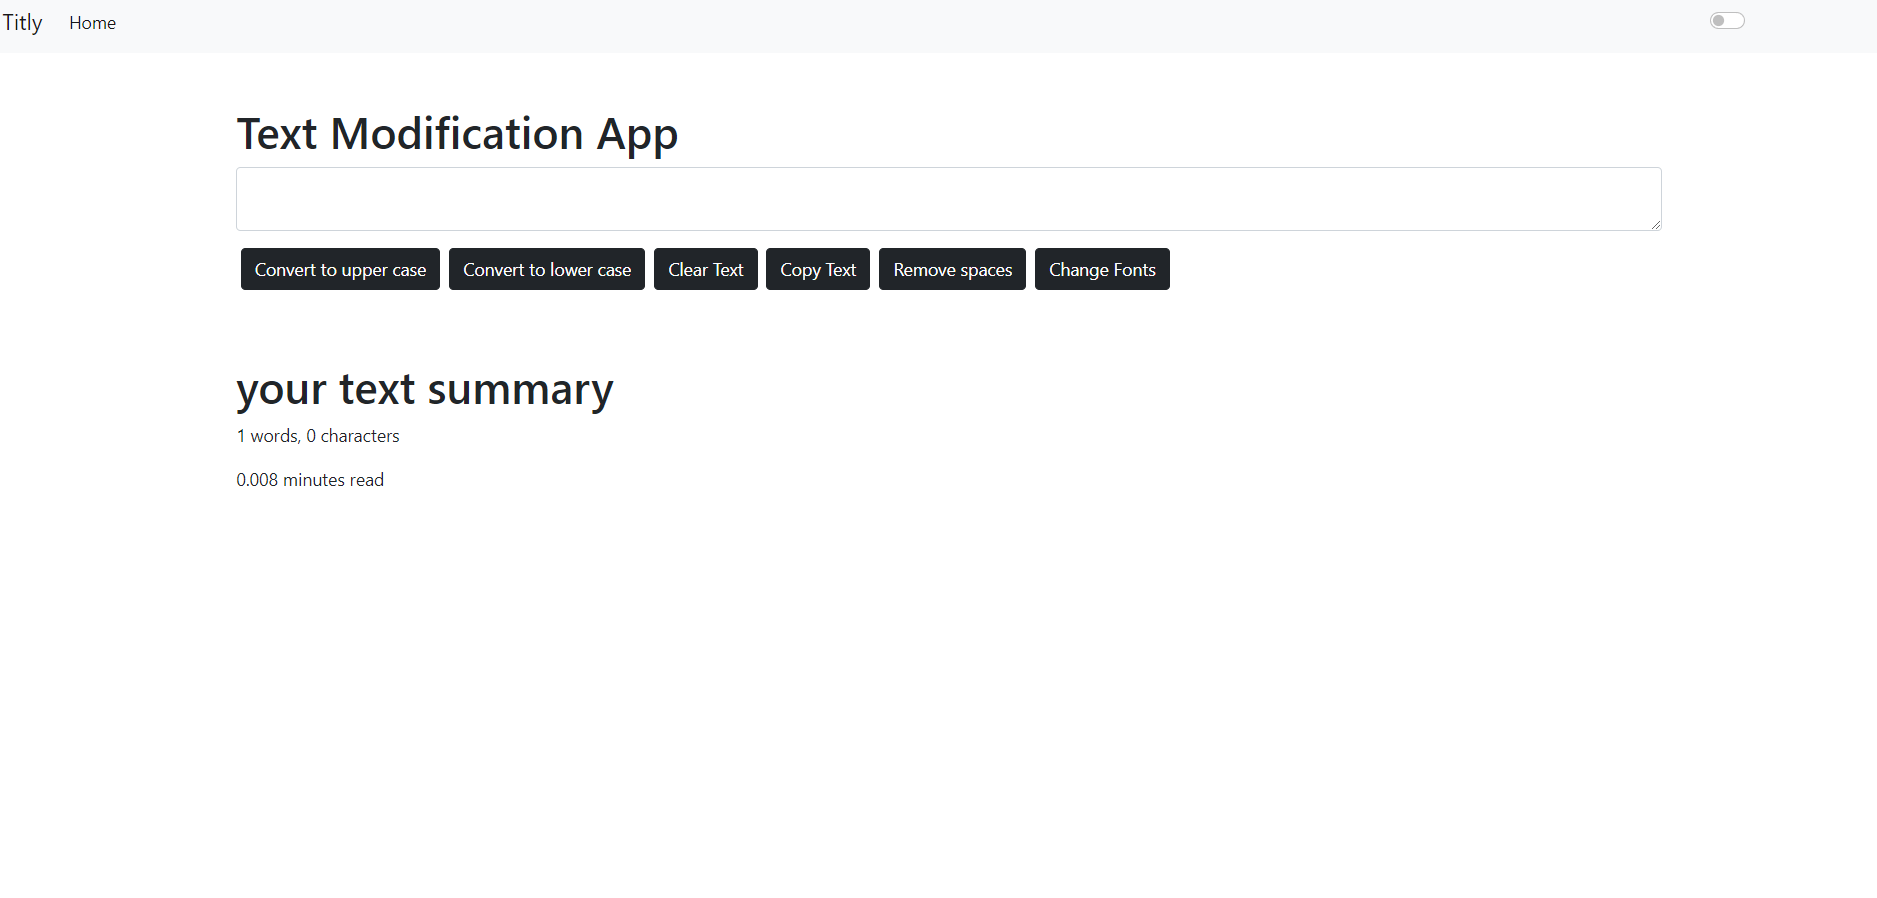 Titly Home
Text Modification App
Convert to upper case Convert to lower case Clear Text Copy Text Remove spaces Change Fonts
your text summary
1 words, 0 characters
0.008 minutes read